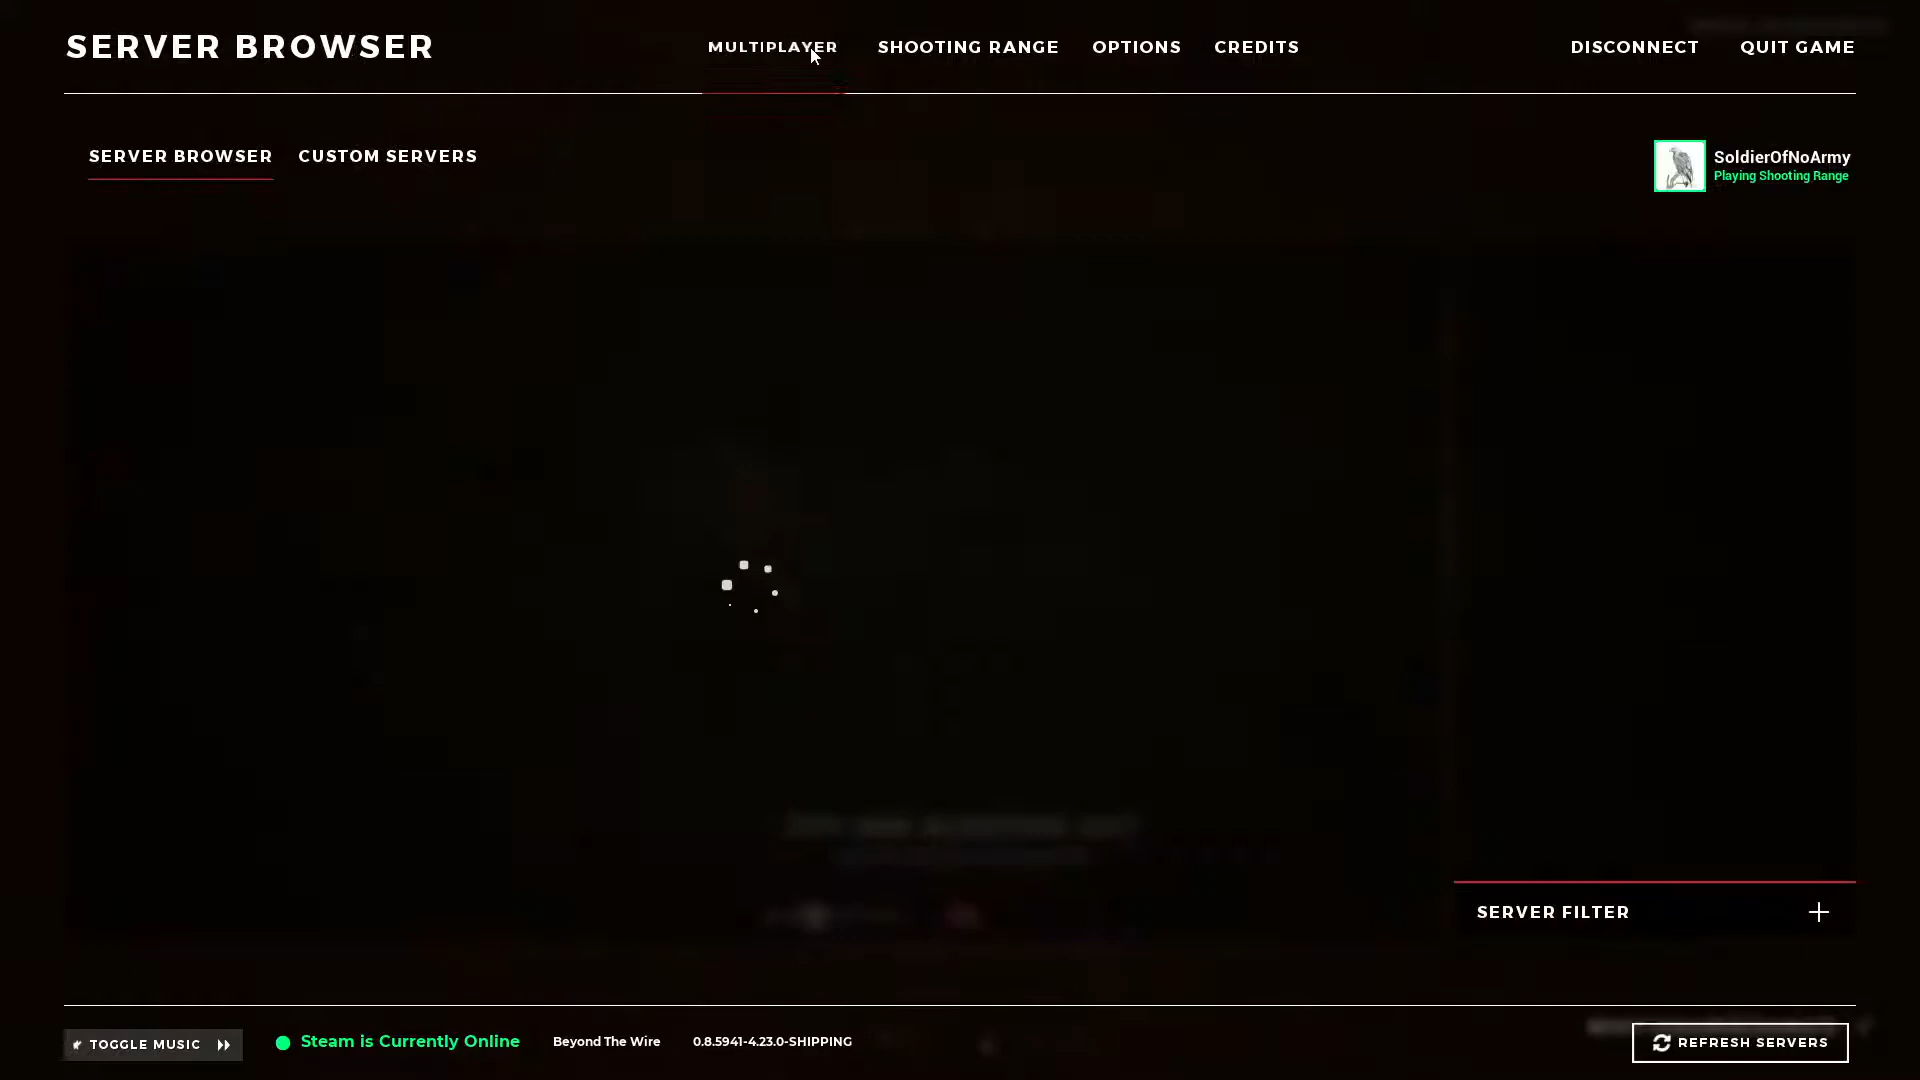 SERVER BROWSER
MULTIPLAYER
SHOOTING RANGE
OPTIONS
CREDITS
DISCONNECT
QUIT GAME
SERVER BROWSER
CUSTOM SERVERS
SoldierOfNoArmy
Playing Shooting Range
SERVER FILTER
TOGGLE MUSIC
Steam is Currently Online
Beyond The Wire
0.8.5941-4.23.0-SHIPPING
REFRESH SERVERS